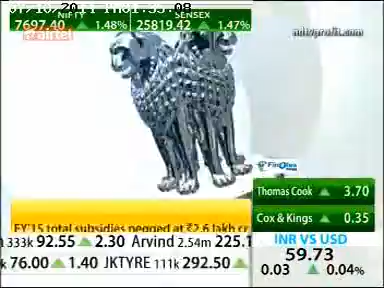 NIFTY SENSEX
7697.40 1.48% 25819.42 1.47%
airtel
ndtvprofit.com
Finolex
Thomas Cook 3.70
Cox & Kings 0.35
FY'15 total subsidies pegged at ₹2.6 lakh cr
333k 92.55 2.30 Arvind 2.54m 225.1
INR VS USD
59.73
k 76.00 1.40 JKTYRE 111k 292.50
0.03 0.04%